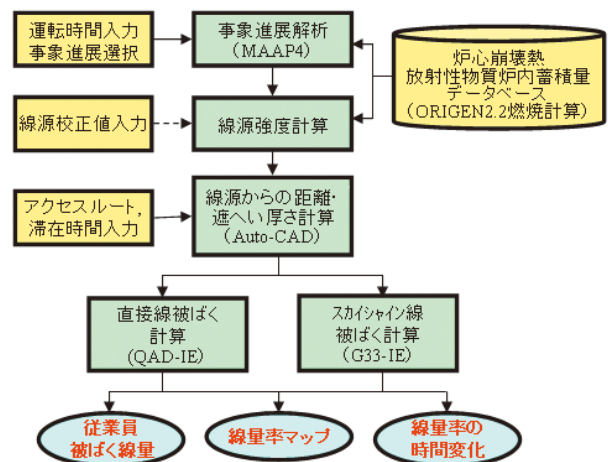 運転時間入力
事象進展選択
事象進展解析
(MAAP4)
炉心崩壊熱
放射性物質炉内蓄積量
データベース
(ORIGEN2.2燃焼計算)
線源校正値入力
線源強度計算
アクセスルート,
滞在時間入力
線源からの距離・
遮へい厚さ計算
(Auto-CAD)
直接線被ばく
計算
(QAD-IE)
スカイシャイン線
被ばく計算
(G33-IE)
従業員
被ばく線量
線量率マップ
線量率の
時間変化